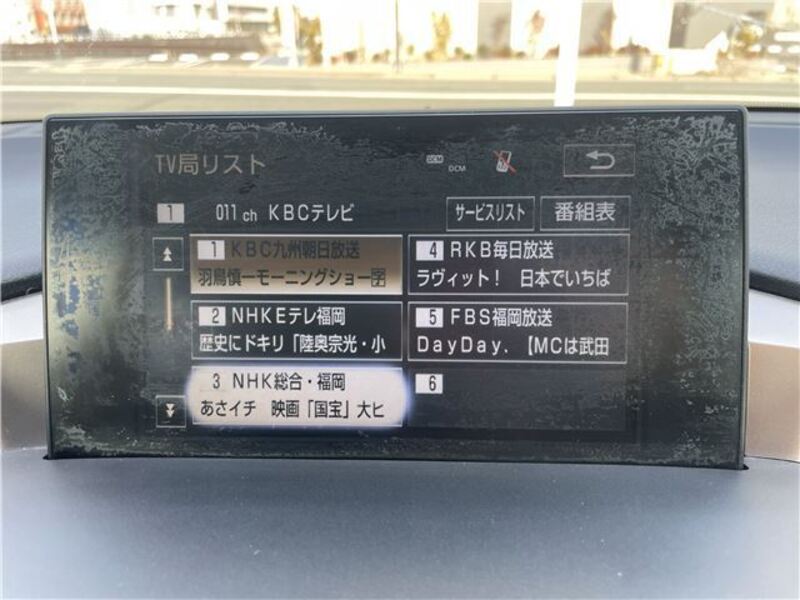 TV局リスト
DCM
DCM
1 011 ch KBCテレビ
サービスリスト
番組表
1 KBC九州朝日放送
羽鳥慎一モーニングショー字
2 NHKEテレ福岡
歴史にドキリ「陸奥宗光・小
3 NHK総合・福岡
あさイチ 映画「国宝」大ヒ
4 RKB毎日放送
ラヴィット! 日本でいちば
5 FBS福岡放送
DayDay.【MCは武田
6